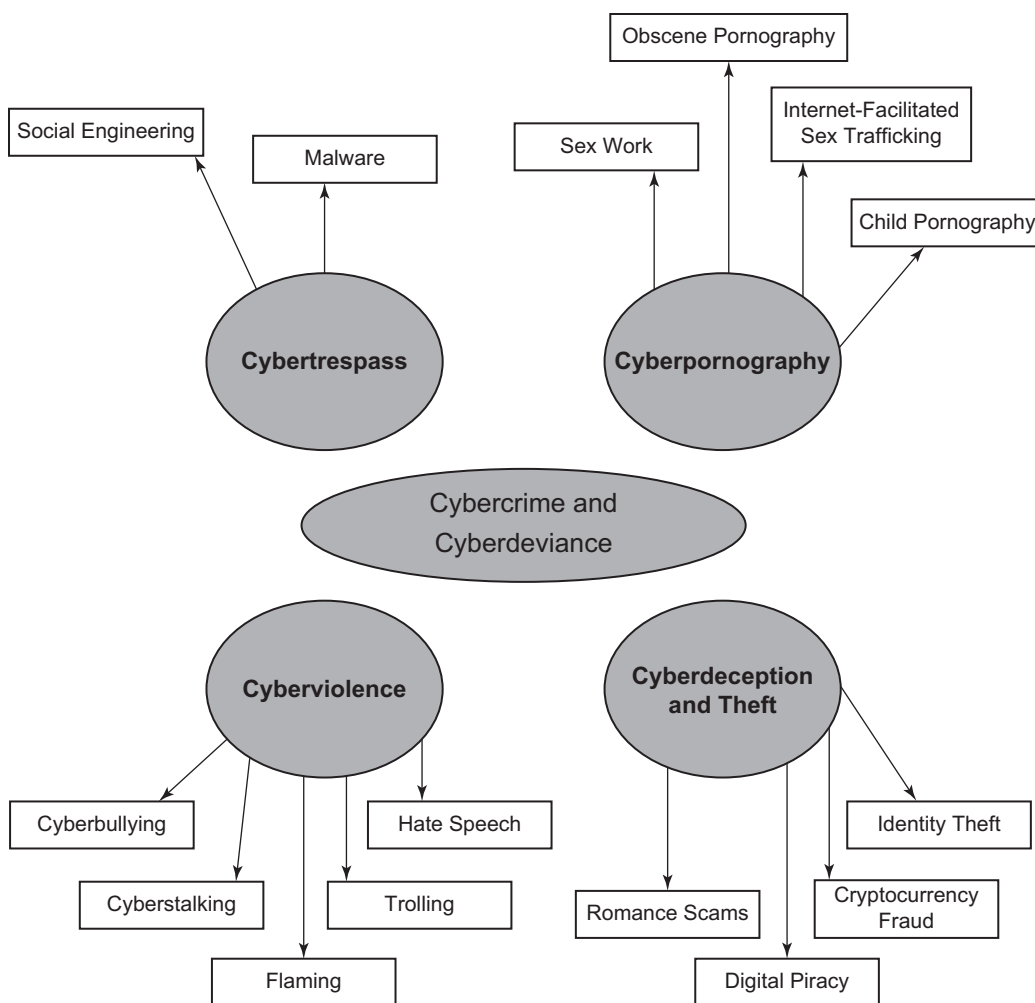 Obscene Pornography
Social Engineering
Malware
Sex Work
Internet-Facilitated
Sex Trafficking
Child Pornography
Cybertrespass
Cyberpornography
Cybercrime and
Cyberdeviance
Cyberviolence
Cyberdeception
and Theft
Cyberbullying
Hate Speech
Cyberstalking
Trolling
Flaming
Identity Theft
Romance Scams
Cryptocurrency
Fraud
Digital Piracy